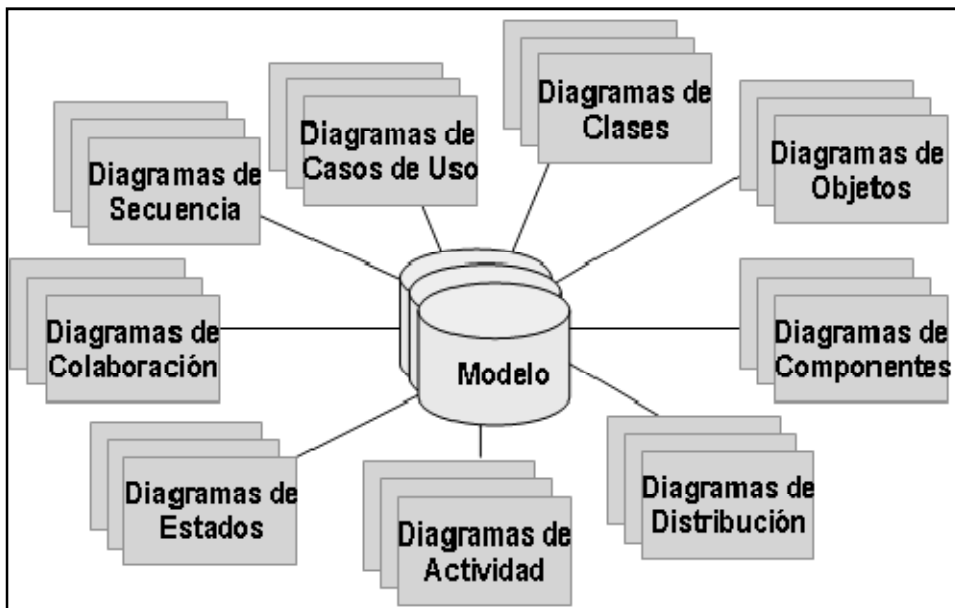 Diagramas de
Clases
Diagramas de
Casos de Uso
Diagramas de
Objetos
Diagramas de
Secuencia
Diagramas de
Colaboración
Modelo
Diagramas de
Componentes
Diagramas de
Estados
Diagramas de
Actividad
Diagramas de
Distribución